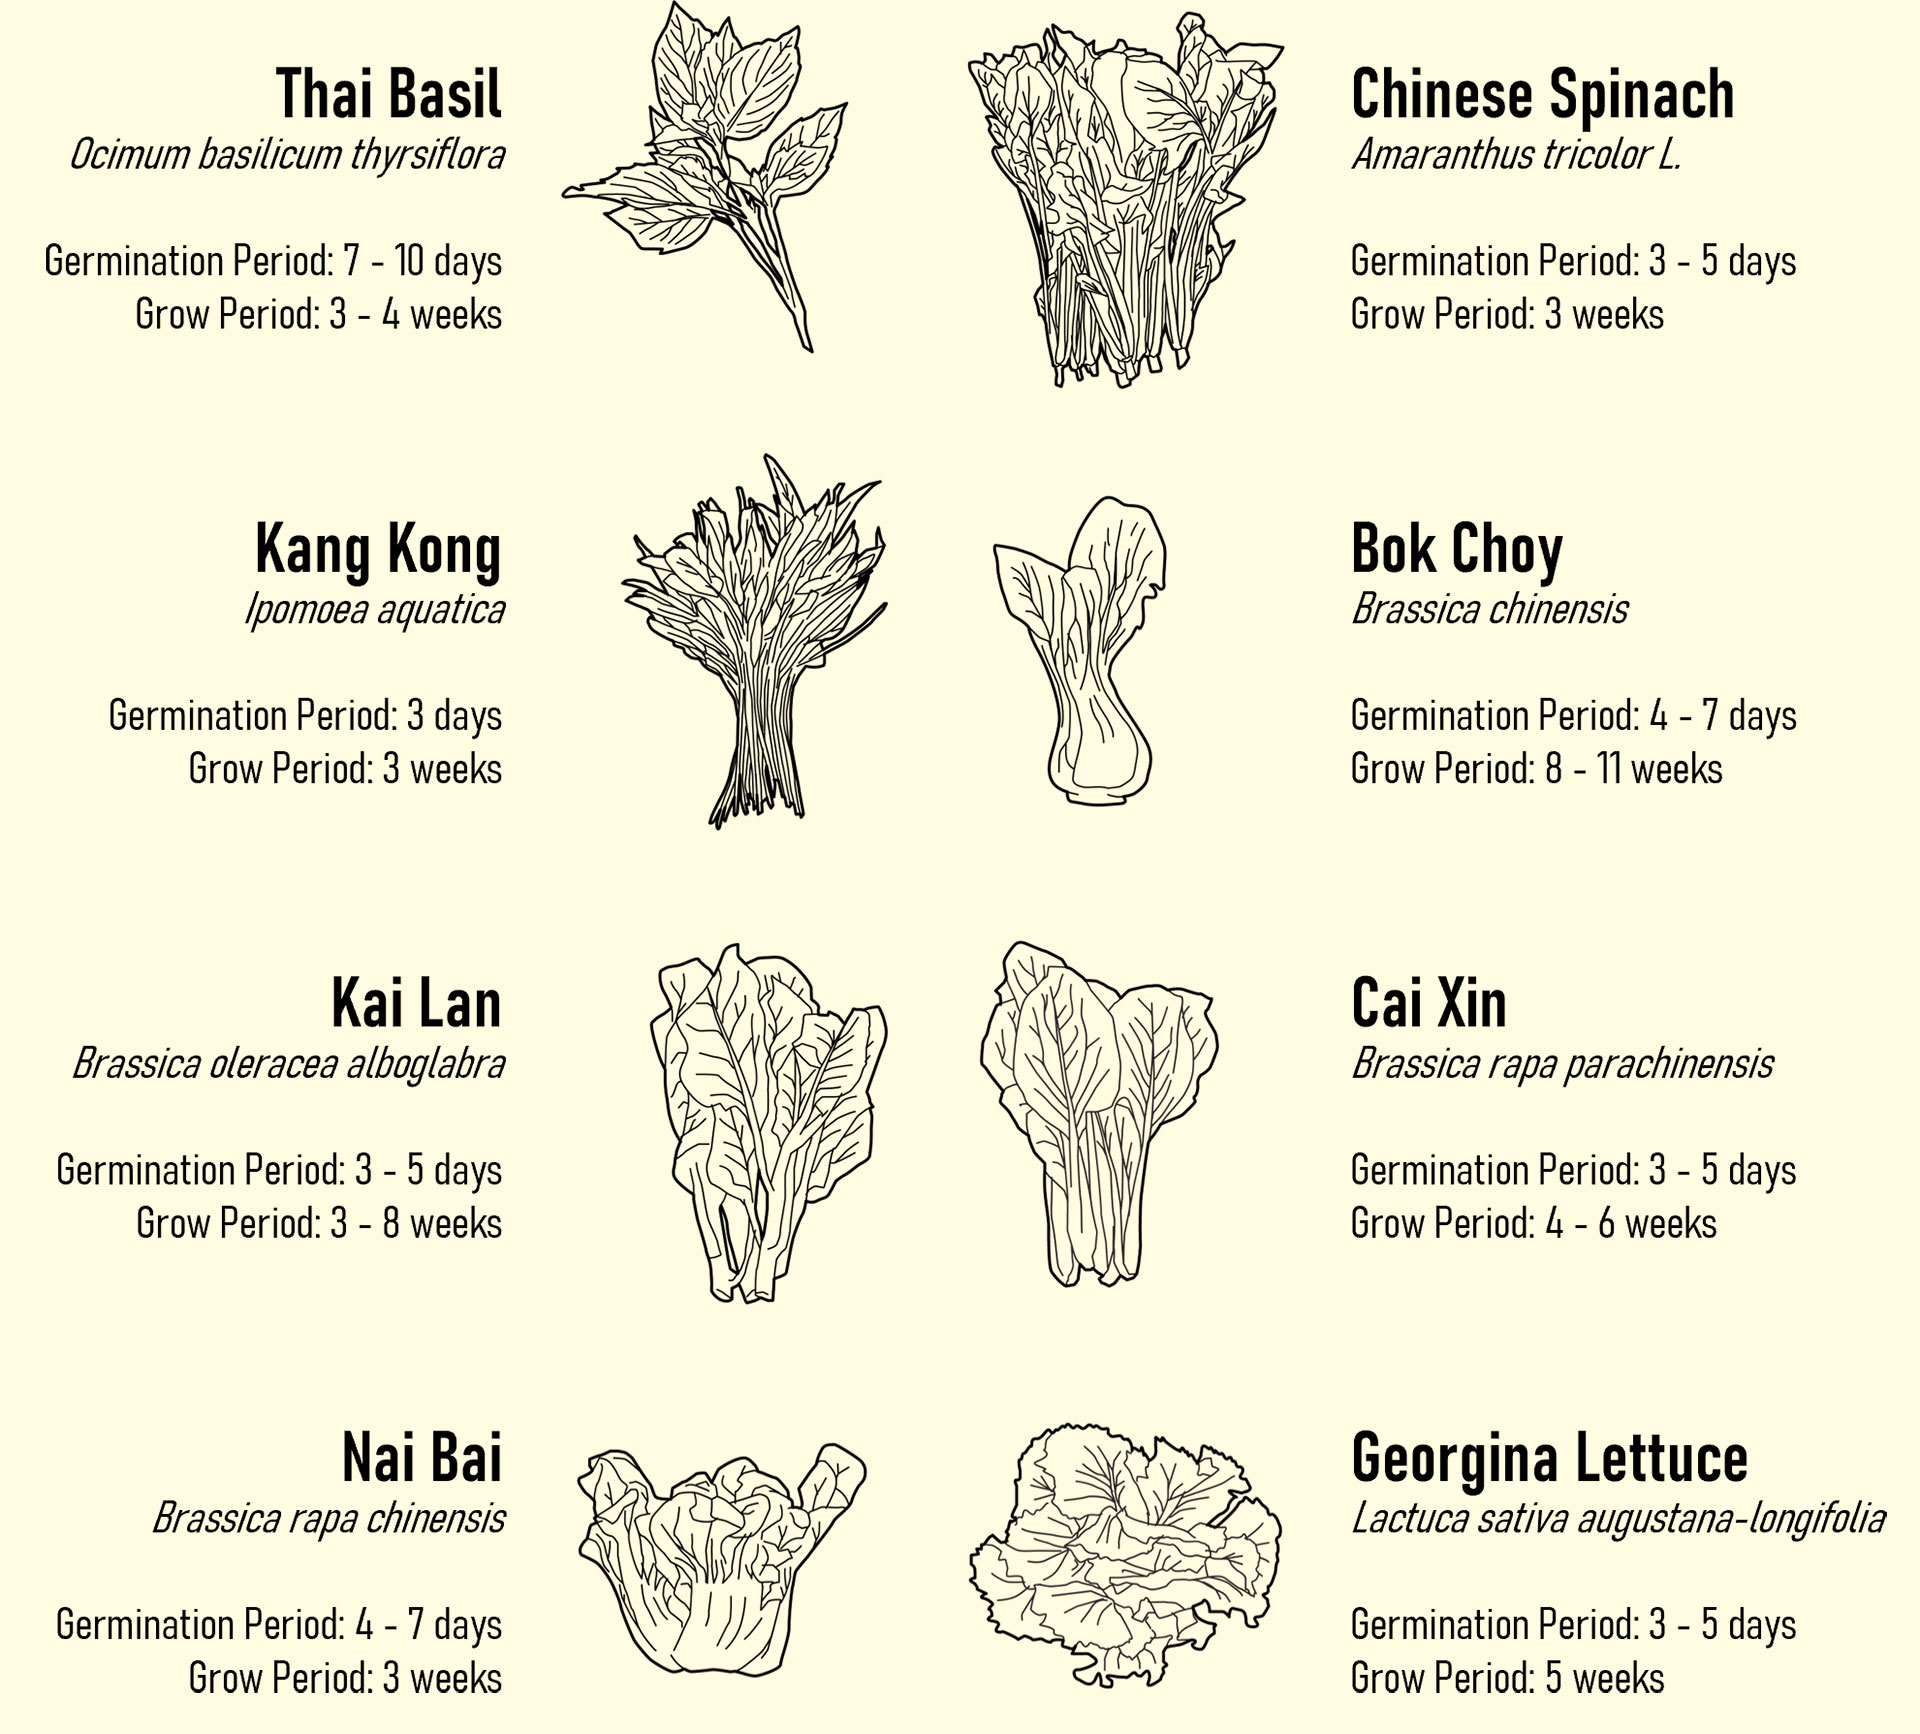 Thai Basil
Ocimum basilicum thyrsiflora
Germination Period: 7 - 10 days
Grow Period: 3 - 4 weeks
Chinese Spinach
Amaranthus tricolor L.
Germination Period: 3 - 5 days
Grow Period: 3 weeks
Kang Kong
Ipomoea aquatica
Germination Period: 3 days
Grow Period: 3 weeks
Bok Choy
Brassica chinensis
Germination Period: 4 - 7 days
Grow Period: 8 - 11 weeks
Kai Lan
Brassica oleracea alboglabra
Germination Period: 3 - 5 days
Grow Period: 3 - 8 weeks
Cai Xin
Brassica rapa parachinensis
Germination Period: 3 - 5 days
Grow Period: 4 - 6 weeks
Nai Bai
Brassica rapa chinensis
Germination Period: 4 - 7 days
Grow Period: 3 weeks
Georgina Lettuce
Lactuca sativa augustana-longifolia
Germination Period: 3 - 5 days
Grow Period: 5 weeks